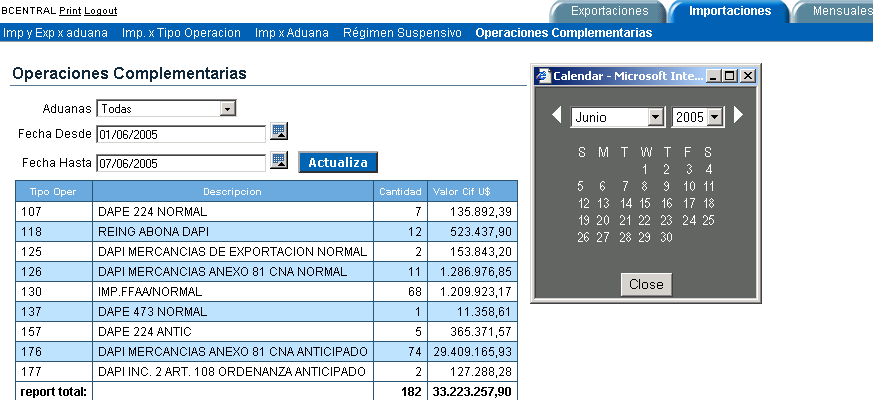 BCENTRAL Print Logout
Exportaciones Importaciones Mensuales
Imp y Exp x aduana Imp. x Tipo Operacion Imp x Aduana Régimen Suspensivo Operaciones Complementarias
Operaciones Complementarias
Aduanas Todas
Fecha Desde 01/06/2005
Fecha Hasta 07/06/2005 Actualiza
Tipo Oper Descripcion Cantidad Valor Cif U$
107 DAPE 224 NORMAL 7 135.892,39
118 REING ABONA DAPI 12 523.437,90
125 DAPI MERCANCIAS DE EXPORTACION NORMAL 2 153.843,20
126 DAPI MERCANCIAS ANEXO 81 CNA NORMAL 11 1.286.976,85
130 IMP.FFAA/NORMAL 68 1.209.923,17
137 DAPE 473 NORMAL 1 11.358,61
157 DAPE 224 ANTIC 5 365.371,57
176 DAPI MERCANCIAS ANEXO 81 CNA ANTICIPADO 74 29.409.165,93
177 DAPI INC. 2 ART. 108 ORDENANZA ANTICIPADO 2 127.288,28
report total: 182 33.223.257,90
Calendar - Microsoft Inte...
Junio 2005
S M T W T F S
1 2 3 4
5 6 7 8 9 10 11
12 13 14 15 16 17 18
19 20 21 22 23 24 25
26 27 28 29 30
Close